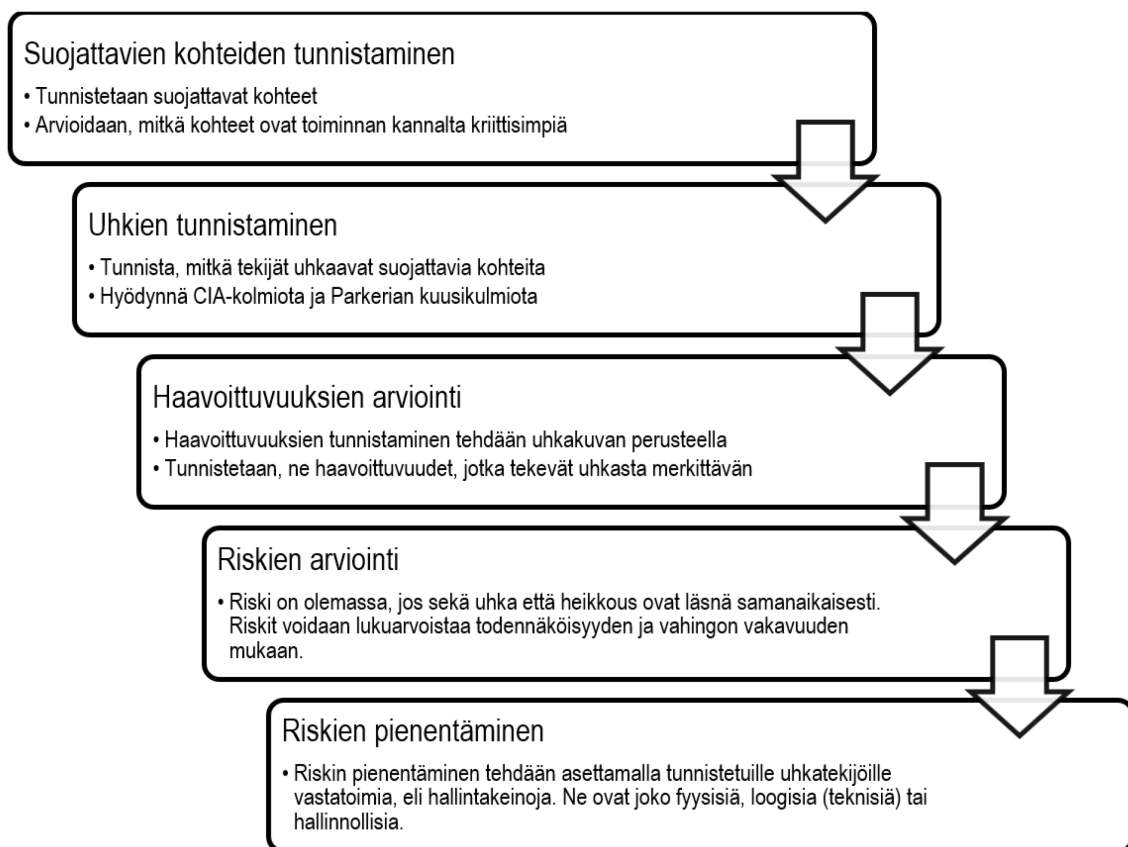 Suojattavien kohteiden tunnistaminen
• Tunnistetaan suojattavat kohteet
• Arvioidaan, mitkä kohteet ovat toiminnan kannalta kriittisimpiä
Uhkien tunnistaminen
• Tunnista, mitkä tekijät uhkaavat suojattavia kohteita
• Hyödynnä CIA-kolmiota ja Parkerian kuusikulmiota
Haavoittuvuuksien arviointi
• Haavoittuvuuksien tunnistaminen tehdään uhkakuvan perusteella
• Tunnistetaan, ne haavoittuvuudet, jotka tekevät uhkasta merkittävän
Riskien arviointi
• Riski on olemassa, jos sekä uhka että heikkous ovat läsnä samanaikaisesti.
Riskit voidaan lukuarvoistaa todennäköisyyden ja vahingon vakavuuden
mukaan.
Riskien pienentäminen
• Riskin pienentäminen tehdään asettamalla tunnistetuille uhkatekijöille
vastatoimia, eli hallintakeinoja. Ne ovat joko fyysisiä, loogisia (teknisiä) tai
hallinnollisia.